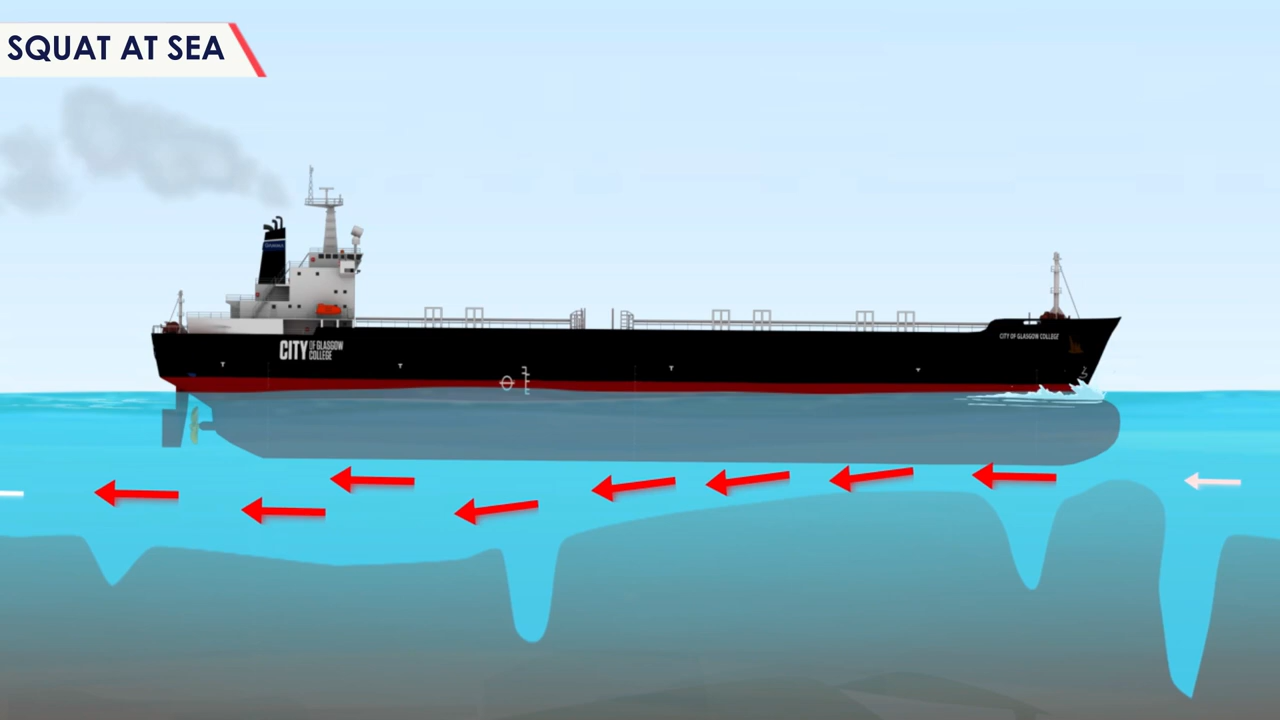 SQUAT AT SEA
CITY OF GLASGOW
COLLEGE
CITY OF GLASGOW COLLEGE